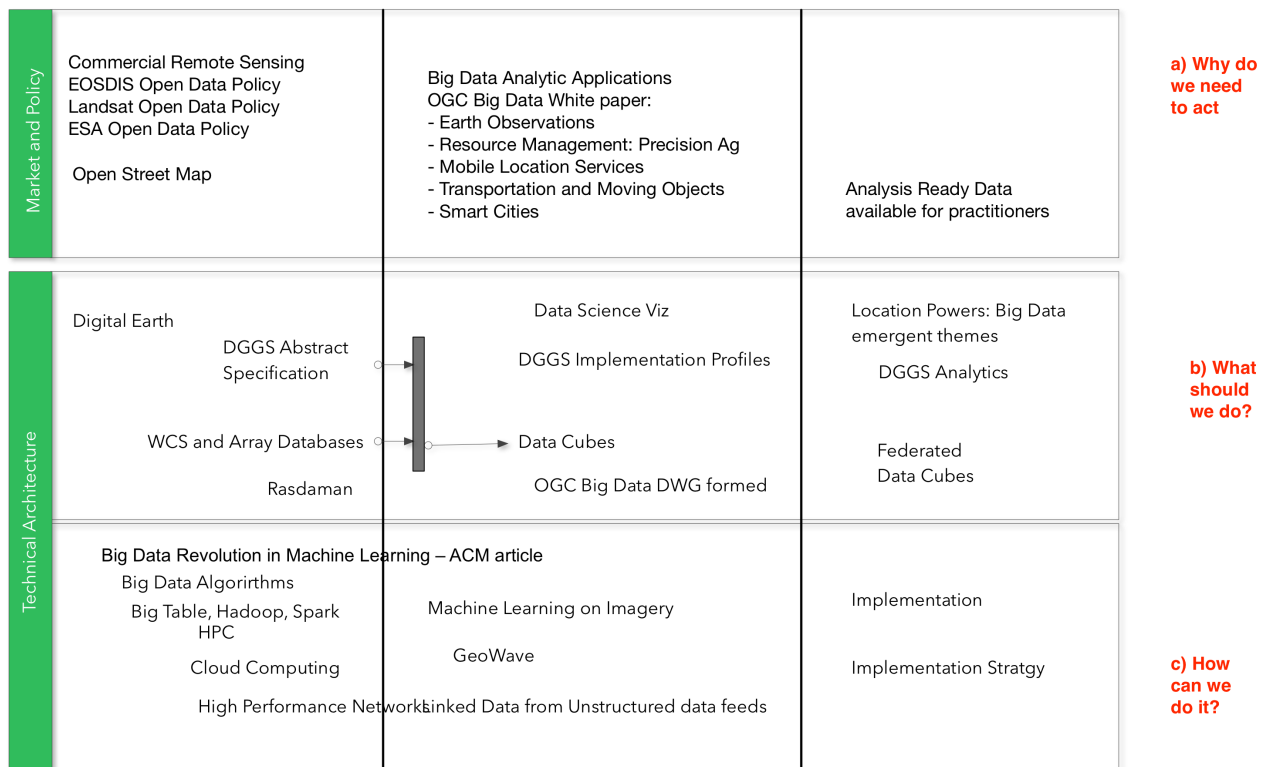 Market and Policy
Commercial Remote Sensing
EOSDIS Open Data Policy
Landsat Open Data Policy
ESA Open Data Policy
Open Street Map
Big Data Analytic Applications
OGC Big Data White paper:
- Earth Observations
- Resource Management: Precision Ag
- Mobile Location Services
- Transportation and Moving Objects
- Smart Cities
Analysis Ready Data
available for practitioners
a) Why do
we need
to act
Technical Architecture
Digital Earth
DGGS Abstract
Specification
WCS and Array Databases
Rasdaman
Data Science Viz
DGGS Implementation Profiles
Data Cubes
OGC Big Data DWG formed
Location Powers: Big Data
emergent themes
DGGS Analytics
Federated
Data Cubes
b) What
should
we do?
Big Data Revolution in Machine Learning – ACM article
Big Data Algorirthms
Big Table, Hadoop, Spark
HPC
Cloud Computing
High Performance Networks
Machine Learning on Imagery
GeoWave
Linked Data from Unstructured data feeds
Implementation
Implementation Stratgy
c) How
can we
do it?